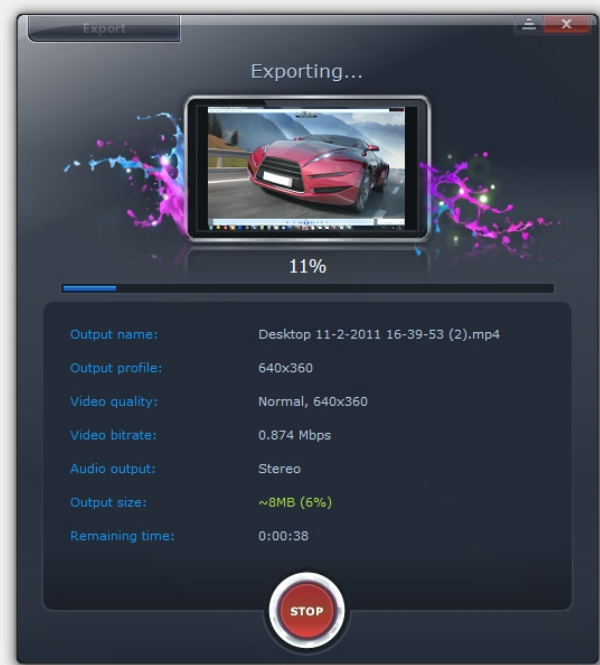 Export
X
Exporting...
11%
Output name: Desktop 11-2-2011 16-39-53 (2).mp4
Output profile: 640x360
Video quality: Normal, 640x360
Video bitrate: 0.874 Mbps
Audio output: Stereo
Output size: ~8MB (6%)
Remaining time: 0:00:38
STOP